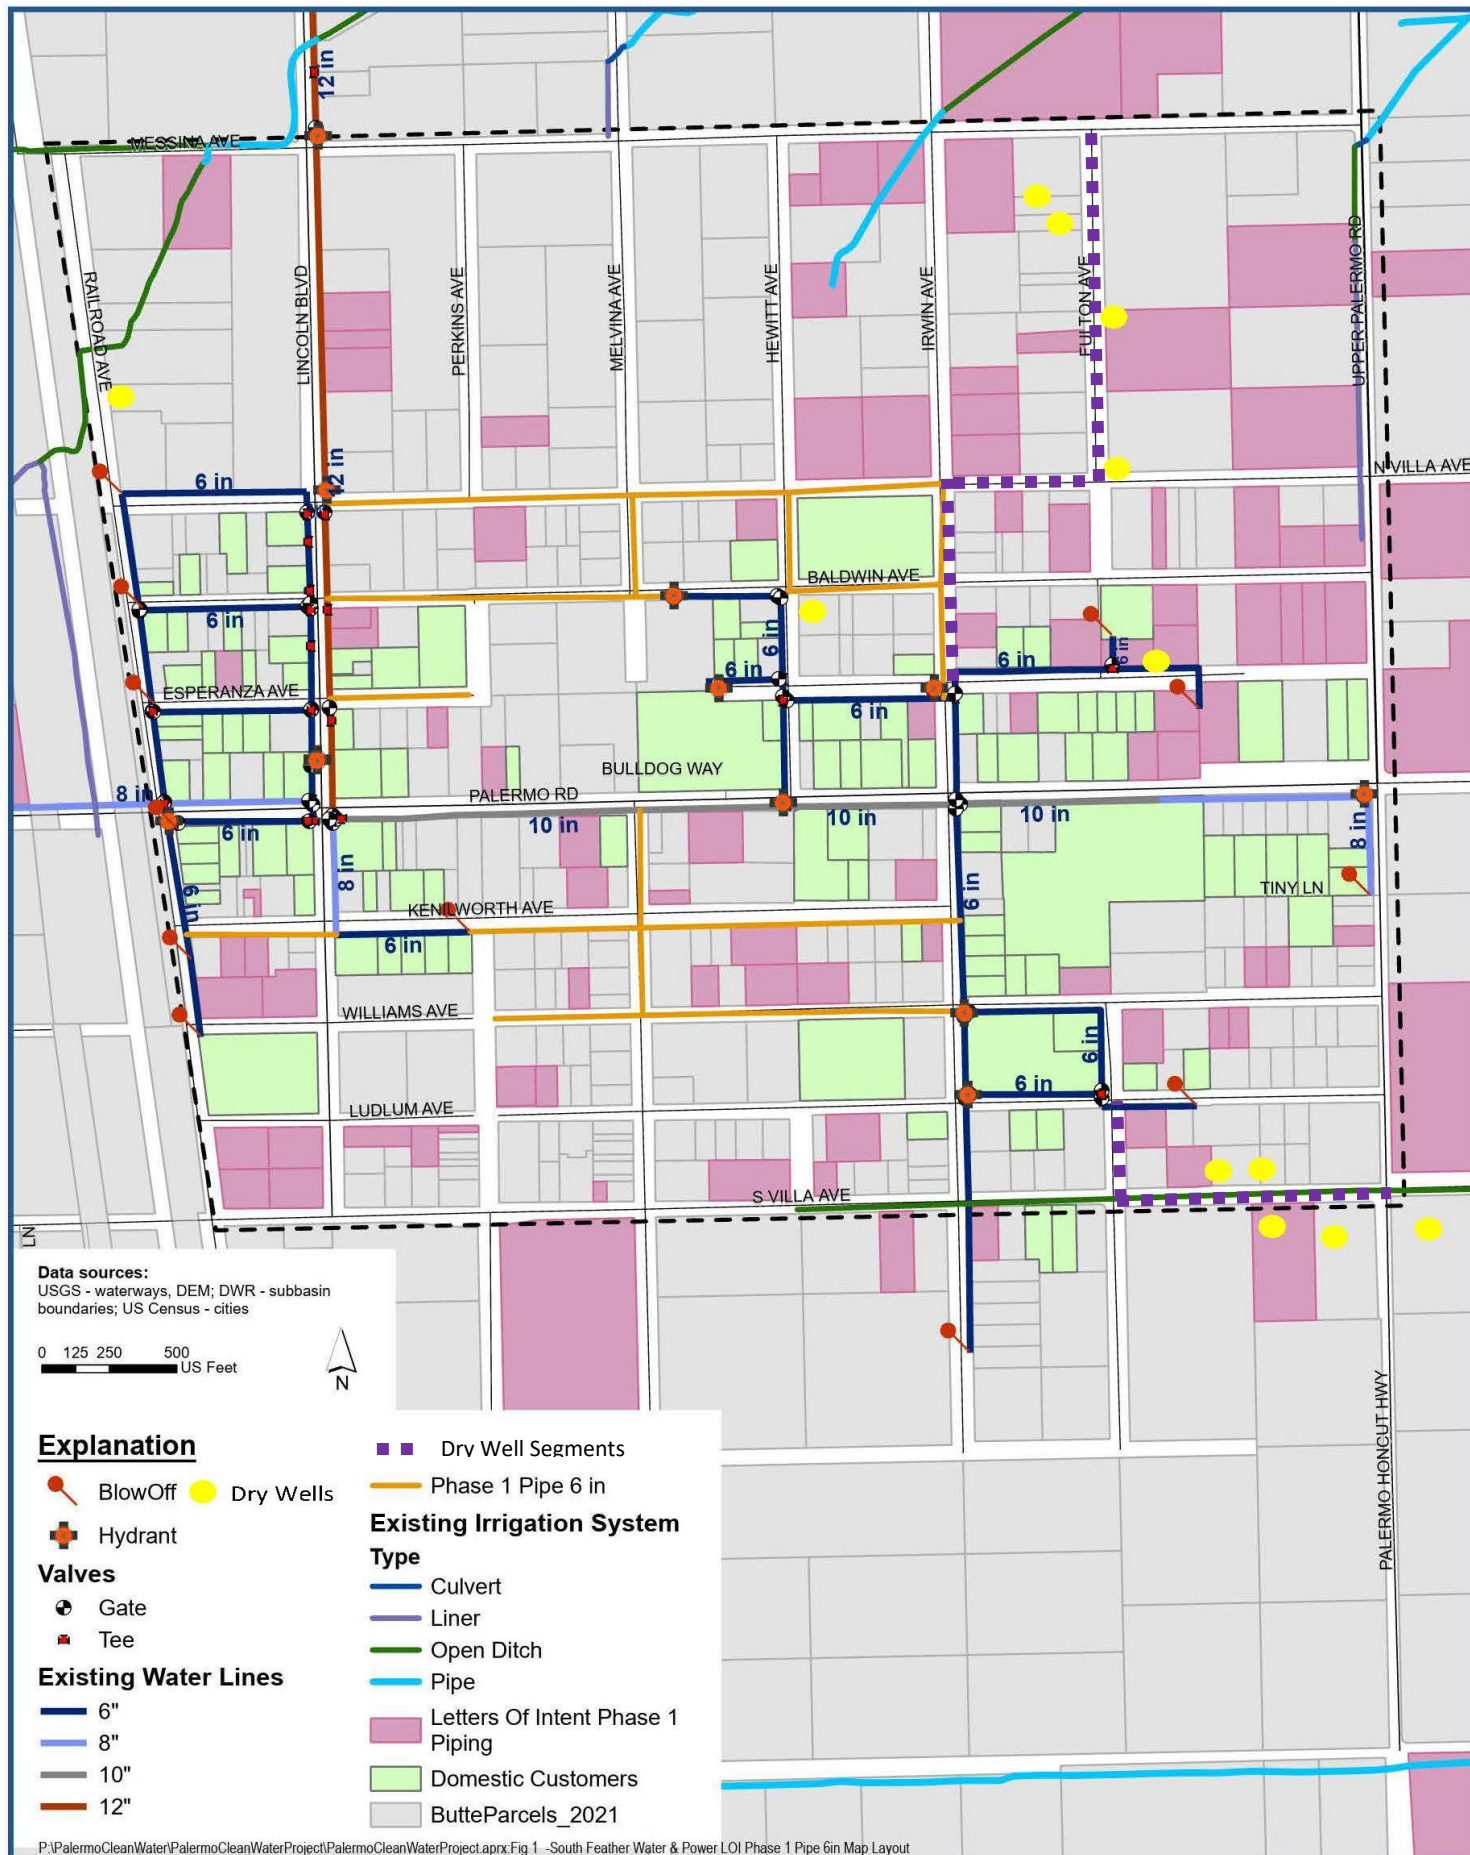 12 in
MESSINA AVE
RAILROAD AVE
LINCOLN BLVD
PERKINS AVE
MELVINA AVE
HEWITT AVE
IRWIN AVE
FULTON AVE
UPPER PALERMO RD
N VILLA AVE
12 in
6 in
BALDWIN AVE
6 in
6 in
6 in
6 in
6 in
ESPERANZA AVE
6 in
6 in
BULLDOG WAY
8 in
PALERMO RD
6 in
10 in
10 in
10 in
8 in
8 in
6 in
6 in
TINY LN
KENILWORTH AVE
6 in
WILLIAMS AVE
6 in
6 in
LUDLUM AVE
S VILLA AVE
LN
PALERMO HONCUT HWY
Data sources:
USGS - waterways, DEM; DWR - subbasin
boundaries; US Census - cities
0 125 250 500
US Feet
N
Explanation
BlowOff
Dry Wells
Hydrant
Valves
Gate
Tee
Existing Water Lines
6"
8"
10"
12"
Dry Well Segments
Phase 1 Pipe 6 in
Existing Irrigation System
Type
Culvert
Liner
Open Ditch
Pipe
Letters Of Intent Phase 1
Piping
Domestic Customers
ButteParcels_2021
P:\PalermoCleanWater\PalermoCleanWaterProject\PalermoCleanWaterProject.aprx:Fig 1 -South Feather Water & Power LOI Phase 1 Pipe 6in Map Layout